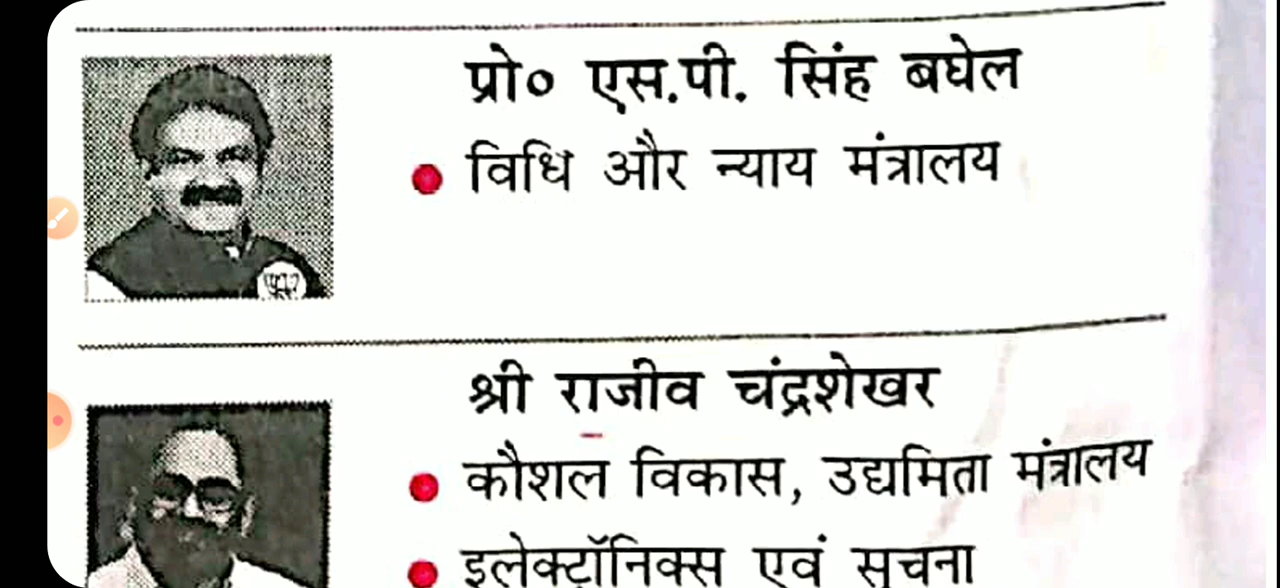 प्रो० एस.पी. सिंह बघेल
विधि और न्याय मंत्रालय
श्री राजीव चंद्रशेखर
कौशल विकास, उद्यमिता मंत्रालय
इलेक्ट्रॉनिक्स एवं सूचना